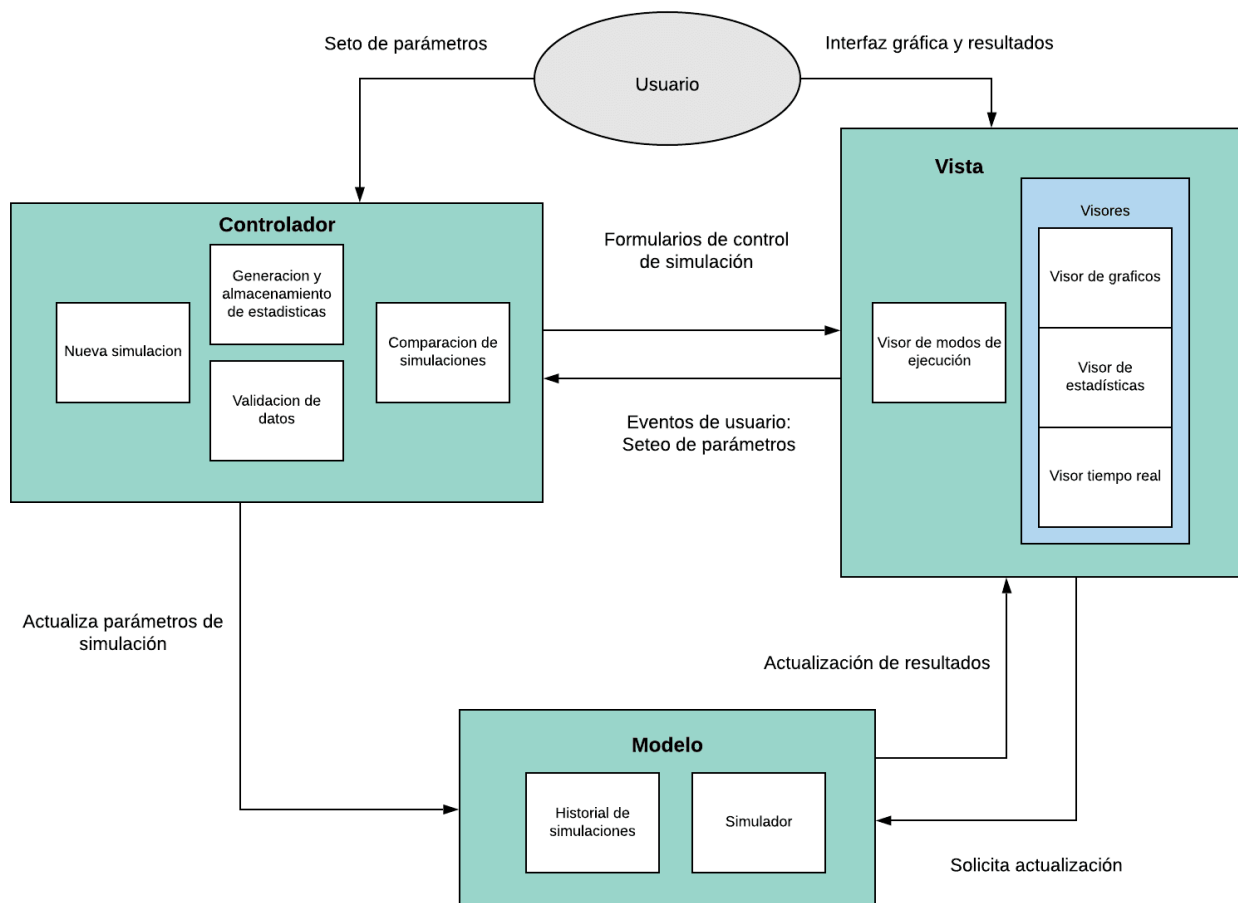 Seto de parámetros
Interfaz gráfica y resultados
Usuario
Vista
Visores
Controlador
Formularios de control
de simulación
Generacion y
almacenamiento
de estadisticas
Visor de graficos
Nueva simulacion
Comparacion de
simulaciones
Visor de modos de
ejecución
Visor de
estadísticas
Validacion de
datos
Eventos de usuario:
Seteo de parámetros
Visor tiempo real
Actualiza parámetros de
simulación
Actualización de resultados
Modelo
Historial de
simulaciones
Simulador
Solicita actualización